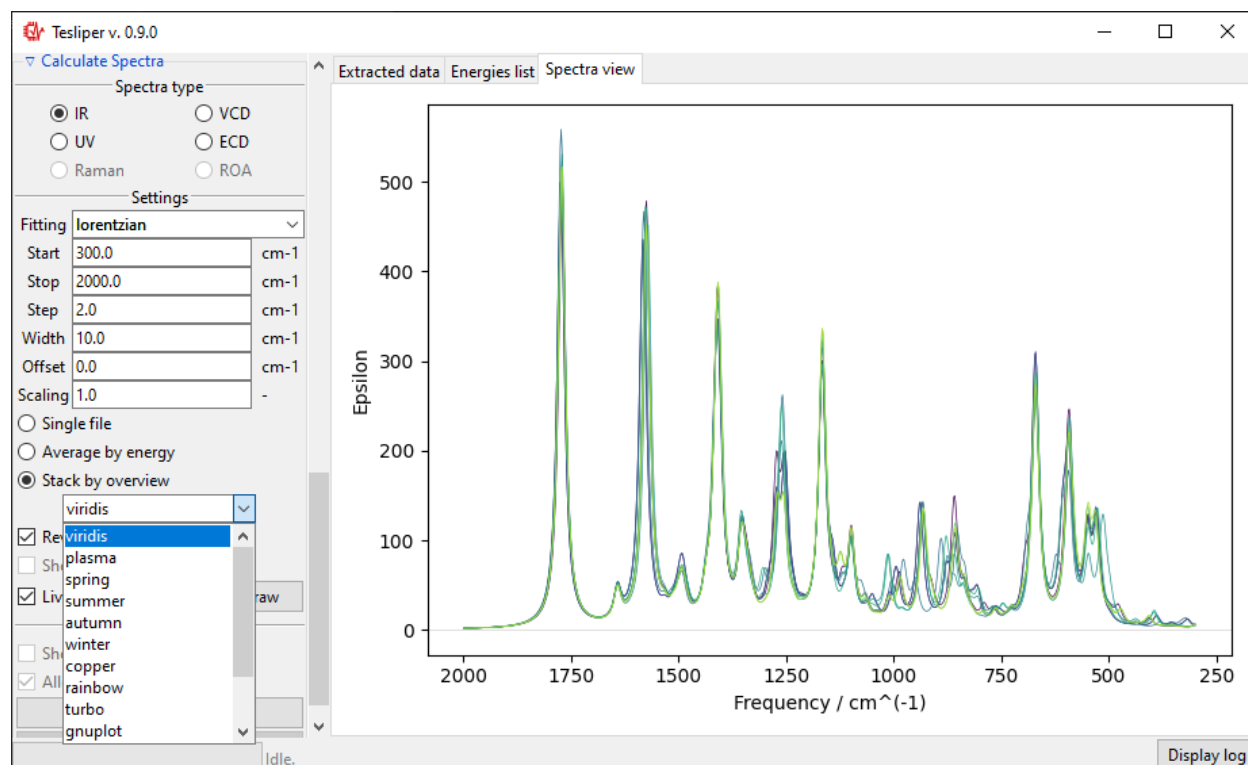 Tesliper v. 0.9.0
▽ Calculate Spectra
Spectra type
IR VCD
UV ECD
Raman ROA
Settings
Fitting lorentzian
Start 300.0 cm-1
Stop 2000.0 cm-1
Step 2.0 cm-1
Width 10.0 cm-1
Offset 0.0 cm-1
Scaling 1.0 -
Single file
Average by energy
Stack by overview
viridis
Re
viridis
plasma
Sh
spring
summer
Liv
raw
autumn
winter
Sh
copper
All
rainbow
turbo
gnuplot
Idle.
Extracted data Energies list Spectra view
Epsilon
500
400
300
200
100
0
2000 1750 1500 1250 1000 750 500 250
Frequency / cm^(-1)
Display log